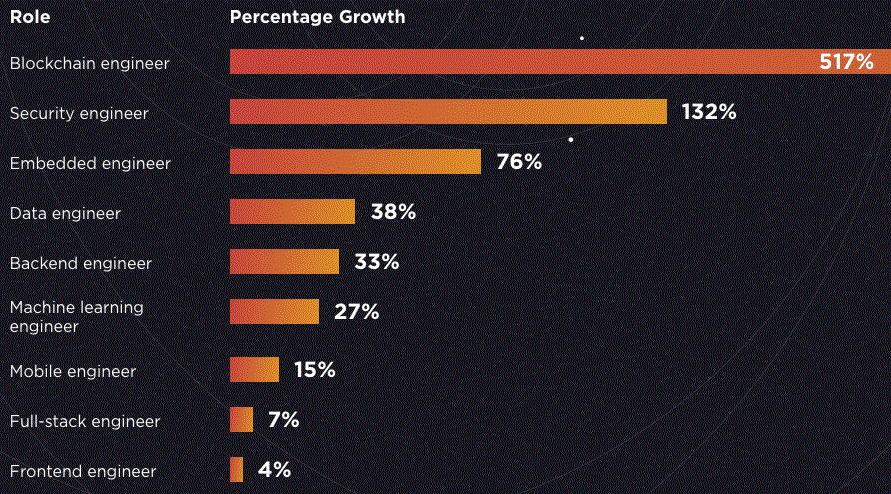 Role Percentage Growth
Blockchain engineer 517%
Security engineer 132%
Embedded engineer 76%
Data engineer 38%
Backend engineer 33%
Machine learning
engineer 27%
Mobile engineer 15%
Full-stack engineer 7%
Frontend engineer 4%